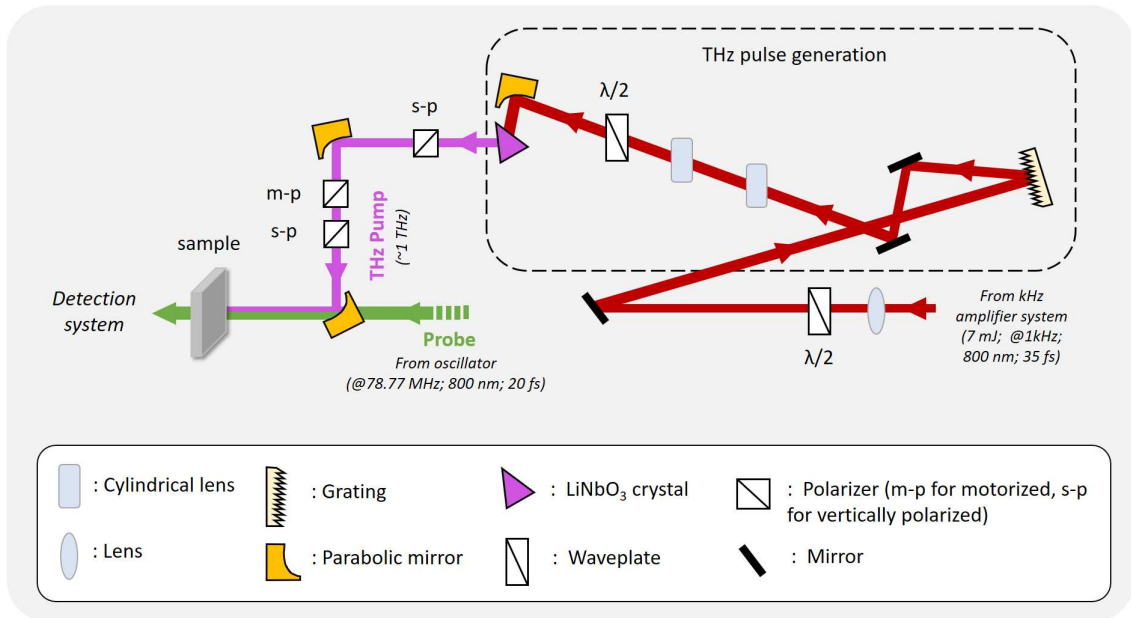 THz pulse generation
λ/2
s-p
m-p
s-p
THz Pump
(~1 THz)
sample
Detection
system
Probe
From oscillator
(@78.77 MHz; 800 nm; 20 fs)
λ/2
From kHz
amplifier system
(7 mJ; @1kHz;
800 nm; 35 fs)
: Cylindrical lens
: Grating
: LiNbO₃ crystal
: Polarizer (m-p for motorized, s-p
for vertically polarized)
: Lens
: Parabolic mirror
: Waveplate
: Mirror